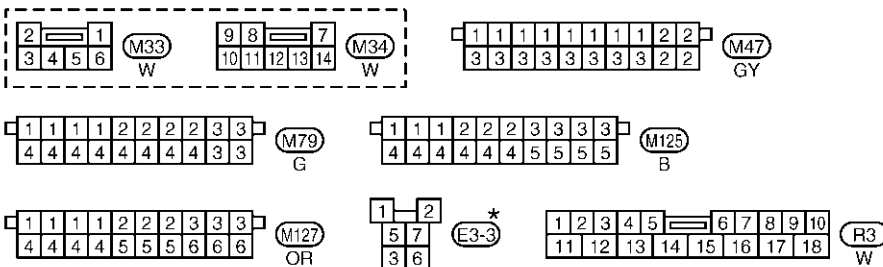 2 1
3 4 5 6
M33
W
9 8 7
10 11 12 13 14
M34
W
1 1 1 1 1 1 1 1 2 2
3 3 3 3 3 3 3 3 2 2
M47
GY
1 1 1 1 2 2 2 2 3 3
4 4 4 4 4 4 4 4 3 3
M79
G
1 1 1 2 2 2 3 3 3 3
4 4 4 4 4 4 5 5 5 5
M125
B
1 1 1 1 2 2 2 3 3 3
4 4 4 4 5 5 5 6 6 6
M127
OR
1 2
5 7
3 6
*
E3-3
1 2 3 4 5 6 7 8 9 10
11 12 13 14 15 16 17 18
R3
W